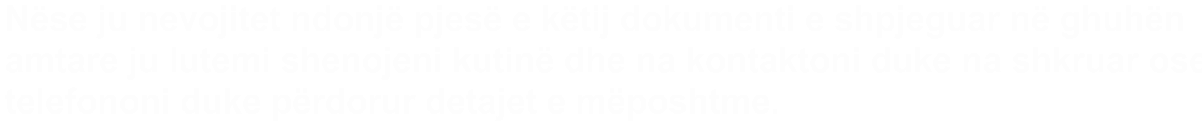 Nëse ju nevojitet ndonjë pjesë e këtij dokumenti e shpjeguar në gjuhën
amtare ju lutemi shenojeni kutinë dhe na kontaktoni duke na shkruar ose
telefononi duke përdorur detajet e mëposhtme.